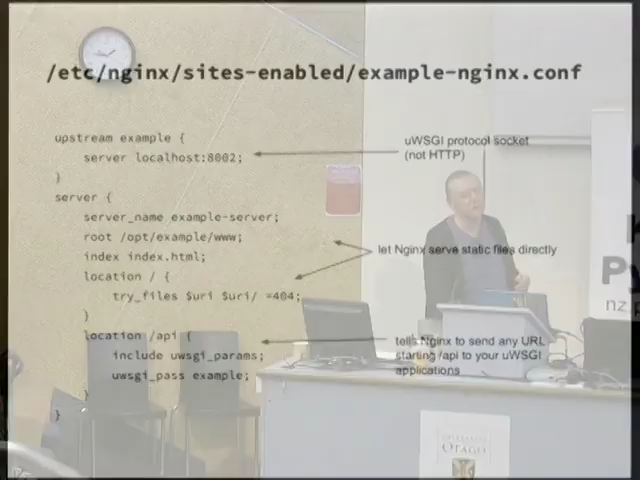 /etc/nginx/sites-enabled/example-nginx.conf
upstream example {
server localhost:8002;
}
server {
server_name example-server;
root /opt/example/www;
index index.html;
location / {
try_files $uri $uri/ =404;
}
location /api {
include uwsgi_params;
uwsgi_pass example;
}
}
uWSGI protocol socket
(not HTTP)
let Nginx serve static files directly
tells Nginx to send any URL
starting /api to your uWSGI
applications
Py
nz.p
OTAGO